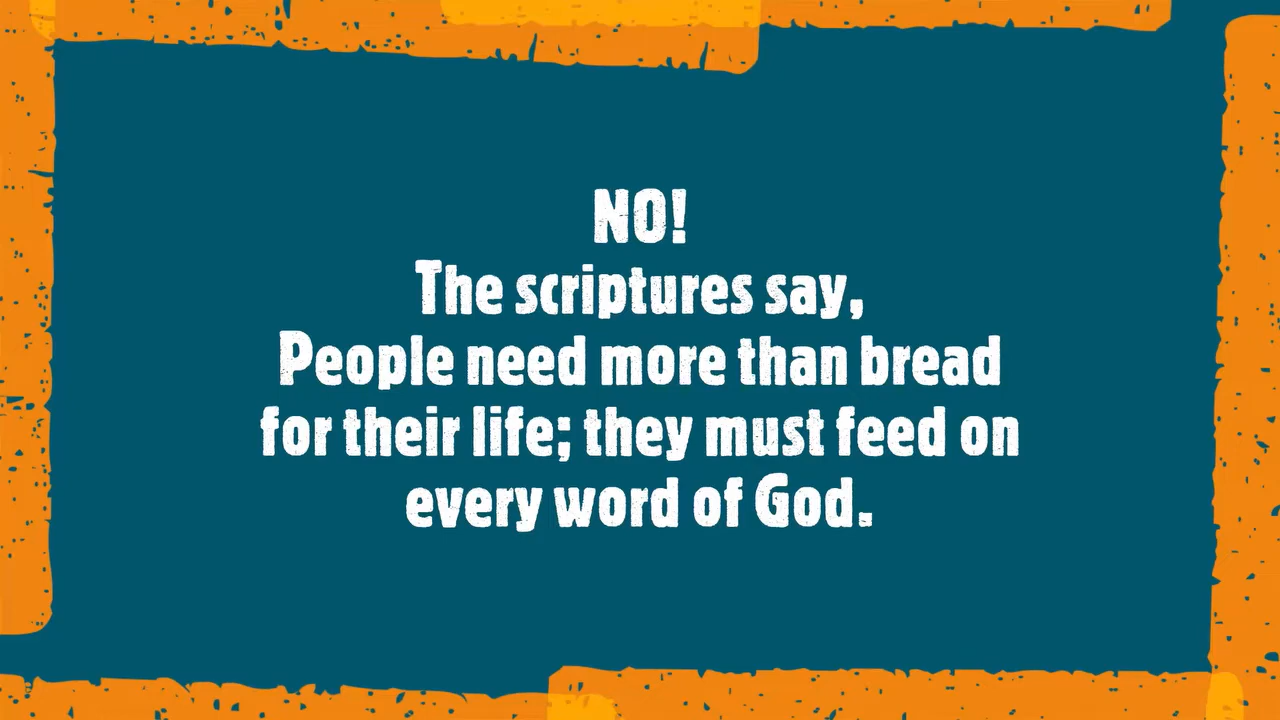 NO!
The scriptures say,
People need more than bread
for their life; they must feed on
every word of God.